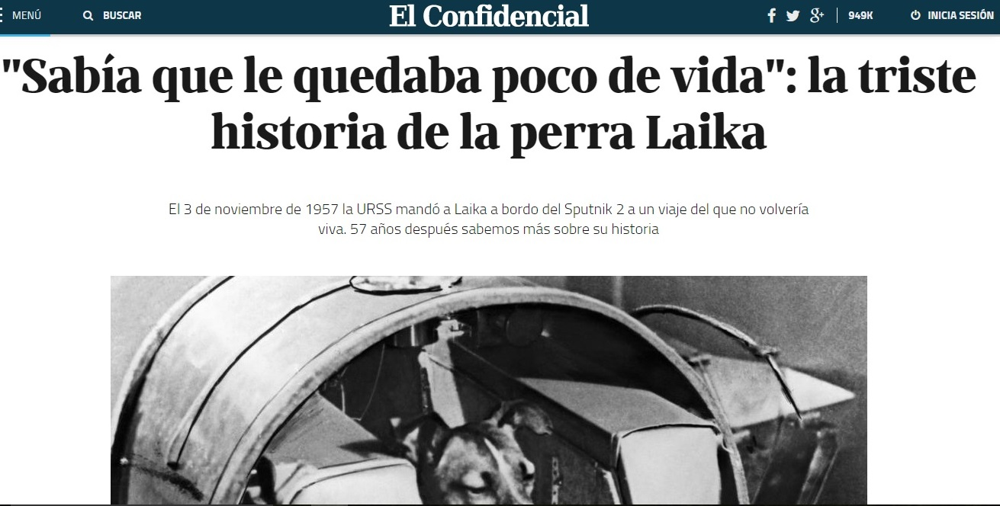 MENÚ BUSCAR El Confidencial 949K INICIA SESIÓN
"Sabía que le quedaba poco de vida": la triste
historia de la perra Laika
El 3 de noviembre de 1957 la URSS mandó a Laika a bordo del Sputnik 2 a un viaje del que no volvería
viva. 57 años después sabemos más sobre su historia